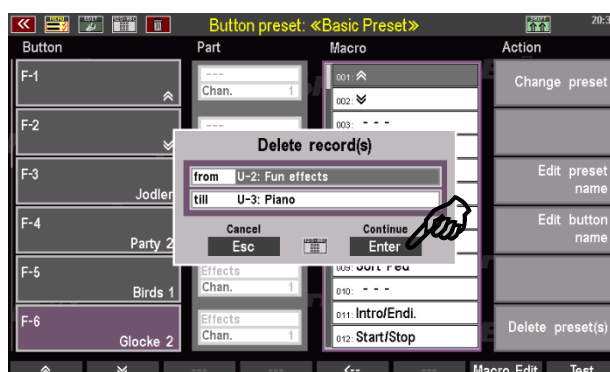 MENU EDIT SHIFT
Button preset: «Basic Preset»
20:3
Button Part Macro Action
F-1
---
Chan. 1
001:
002:
Change preset
F-2
---
003: - - -
F-3
Jodler
Edit preset
name
F-4
Party 2
Edit button
name
Delete record(s)
from U-2: Fun effects
till U-3: Piano
Cancel
Esc
Continue
Enter
F-5
Birds 1
Effects
Chan. 1
010: - - -
F-6
Glocke 2
Effects
Chan. 1
011: Intro/Endi.
012: Start/Stop
Delete preset(s)
--- --- <-- --- Macro Edit Test